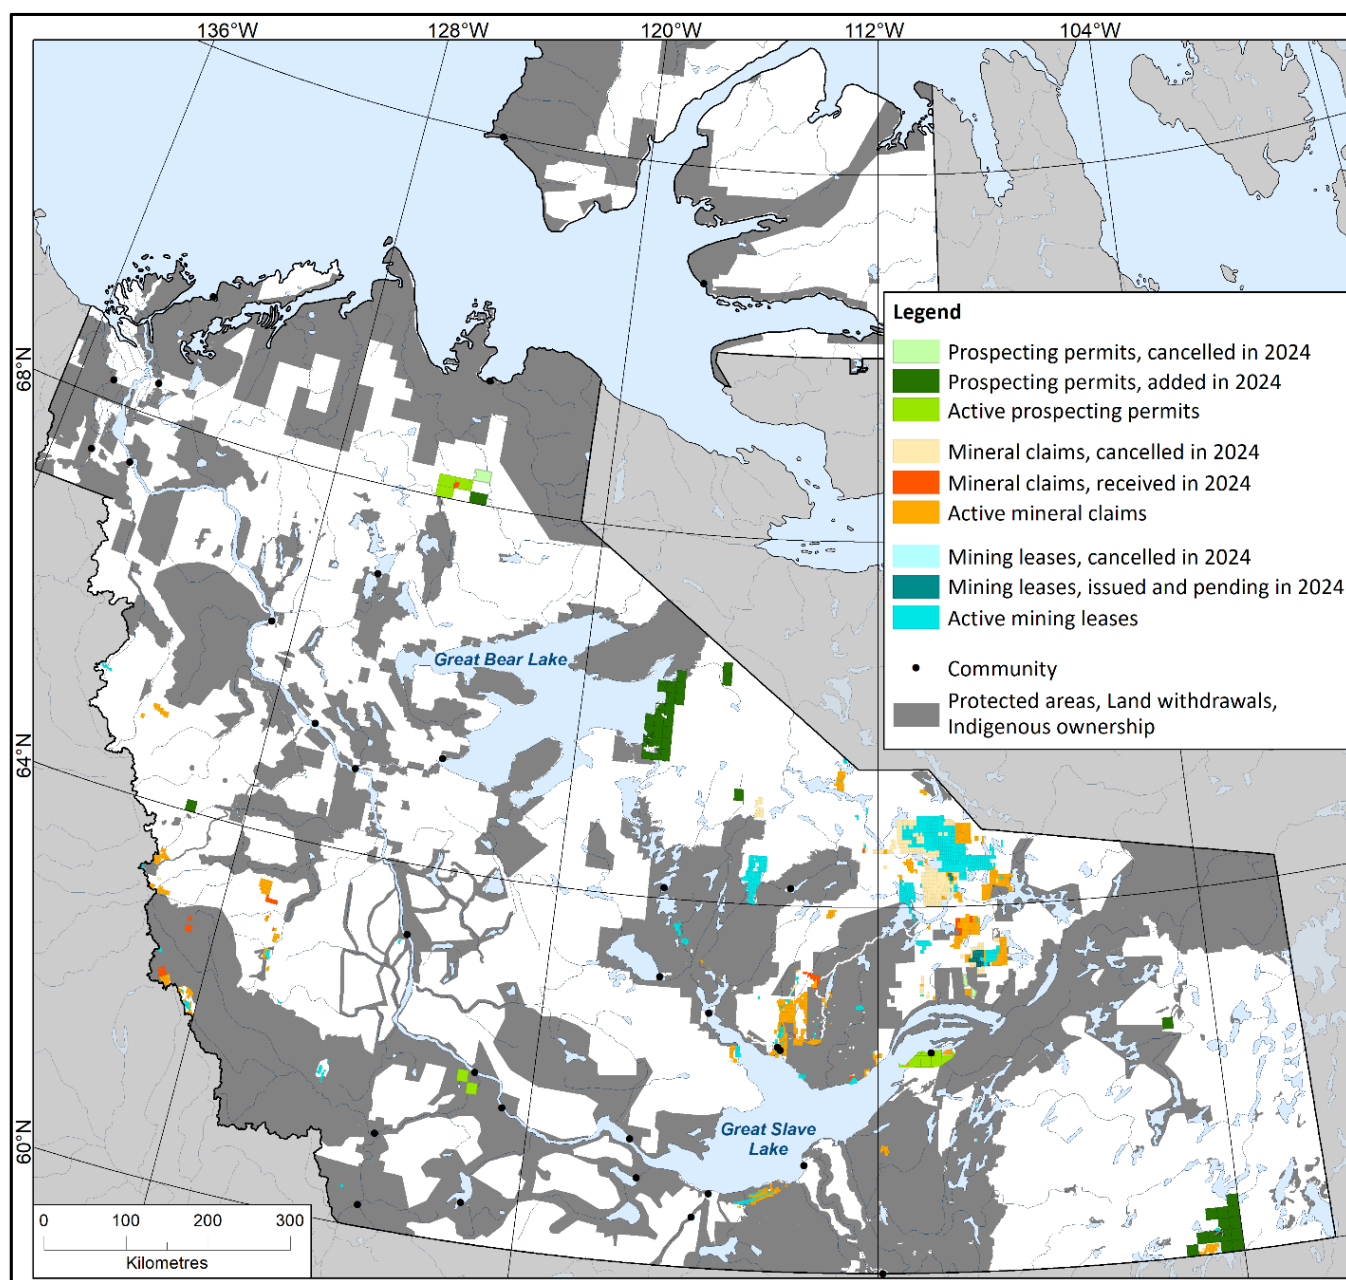 136°W
128°W
120°W
112°W
104°W
68°N
64°N
60°N
Legend
Prospecting permits, cancelled in 2024
Prospecting permits, added in 2024
Active prospecting permits
Mineral claims, cancelled in 2024
Mineral claims, received in 2024
Active mineral claims
Mining leases, cancelled in 2024
Mining leases, issued and pending in 2024
Active mining leases
Community
Protected areas, Land withdrawals,
Indigenous ownership
Great Bear Lake
Great Slave
Lake
0 100 200 300
Kilometres